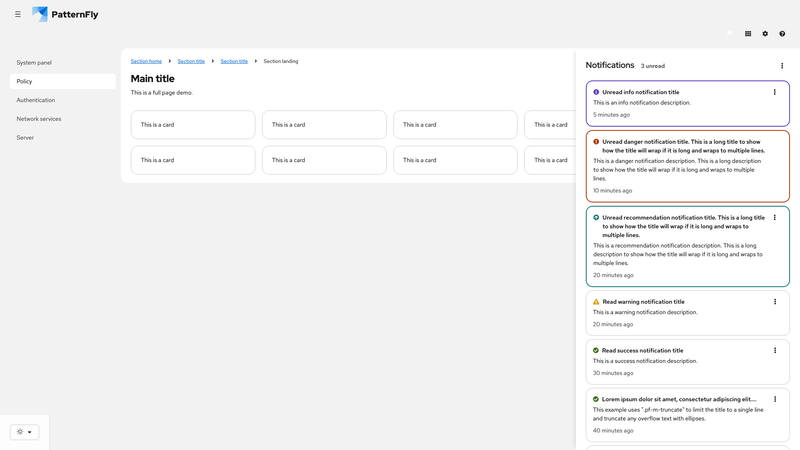 PatternFly
System panel
Policy
Authentication
Network services
Server
Section home
Section title
Section title
Section landing
Main title
This is a full page demo.
This is a card
This is a card
This is a card
This is a card
This is a card
This is a card
This is a card
This is a card
Notifications
3 unread
Unread info notification title
This is an info notification description.
5 minutes ago
Unread danger notification title. This is a long title to show
how the title will wrap if it is long and wraps to multiple lines.
This is a danger notification description. This is a long description
to show how the title will wrap if it is long and wraps to multiple
lines.
10 minutes ago
Unread recommendation notification title. This is a long title
to show how the title will wrap if it is long and wraps to
multiple lines.
This is a recommendation notification description. This is a long
description to show how the title will wrap if it is long and wraps to
multiple lines.
20 minutes ago
Read warning notification title
This is a warning notification description.
20 minutes ago
Read success notification title
This is a success notification description.
30 minutes ago
Lorem ipsum dolor sit amet, consectetur adipiscing elit....
This example uses ".pf-m-truncate" to limit the title to a single line
and truncate any overflow text with ellipses.
40 minutes ago